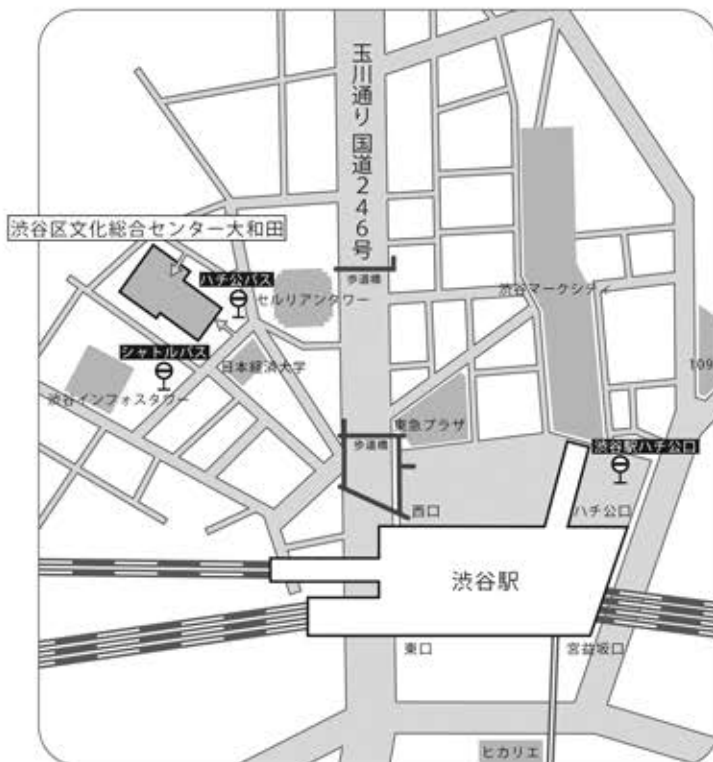 玉川通り 国道246号
渋谷区文化総合センター大和田
ハチ公バス
セルリアンタワー
歩道橋
渋谷マークシティ
シャトルバス
日本経済大学
109
渋谷インフォスタワー
東急プラザ
歩道橋
渋谷駅ハチ公口
西口
ハチ公口
渋谷駅
東口
宮益坂口
ヒカリエ